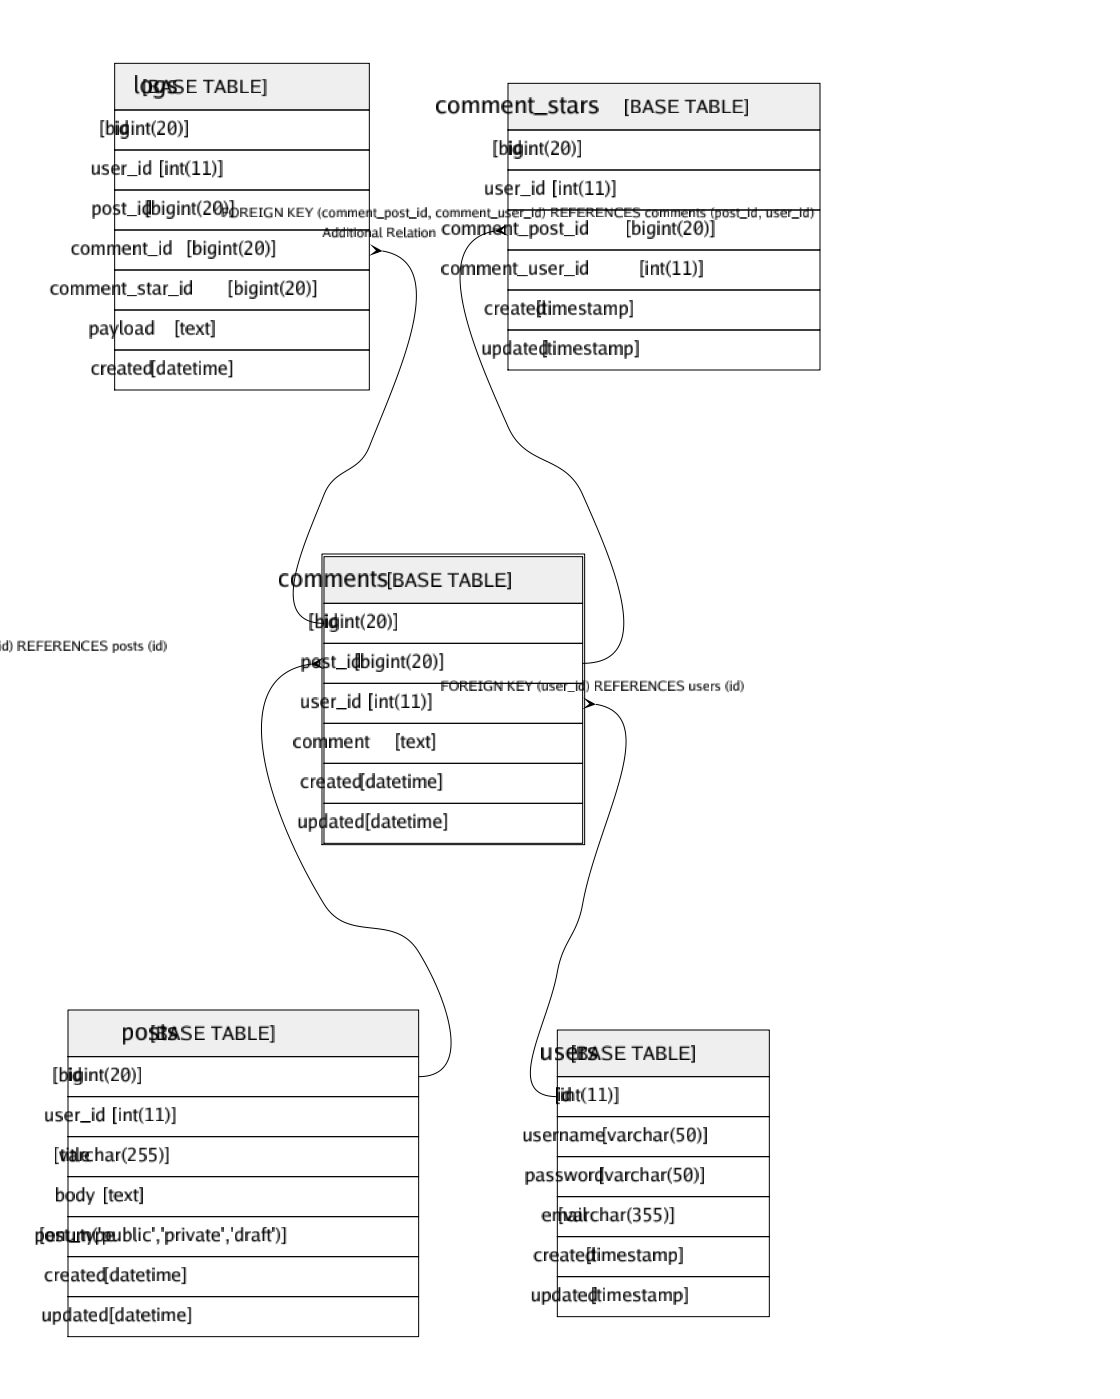 logs [BASE TABLE]
id [bigint(20)]
user_id [int(11)]
post_id [bigint(20)]
comment_id [bigint(20)]
comment_star_id [bigint(20)]
payload [text]
created [datetime]
comment_stars [BASE TABLE]
id [bigint(20)]
user_id [int(11)]
comment_post_id [bigint(20)]
comment_user_id [int(11)]
created [timestamp]
updated [timestamp]
FOREIGN KEY (comment_post_id, comment_user_id) REFERENCES comments (post_id, user_id)
Additional Relation
comments [BASE TABLE]
id [bigint(20)]
post_id [bigint(20)]
user_id [int(11)]
comment [text]
created [datetime]
updated [datetime]
id) REFERENCES posts (id)
FOREIGN KEY (user_id) REFERENCES users (id)
posts [BASE TABLE]
id [bigint(20)]
user_id [int(11)]
title [varchar(255)]
body [text]
post_type [enum('public','private','draft')]
created [datetime]
updated [datetime]
users [BASE TABLE]
id [int(11)]
username [varchar(50)]
password [varchar(50)]
email [varchar(355)]
created [timestamp]
updated [timestamp]